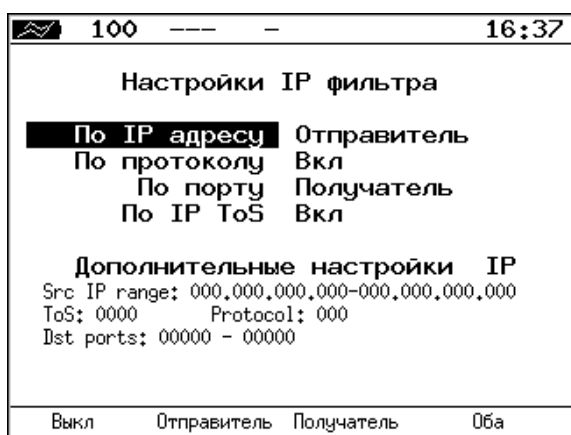 100 --- - 16:37
Настройки IP фильтра
По IP адресу Отправитель
По протоколу Вкл
По порту Получатель
По IP ToS Вкл
Дополнительные настройки IP
Src IP range: 000.000.000.000-000.000.000.000
ToS: 0000 Protocol: 000
Dst ports: 00000 - 00000
Выкл Отправитель Получатель Оба